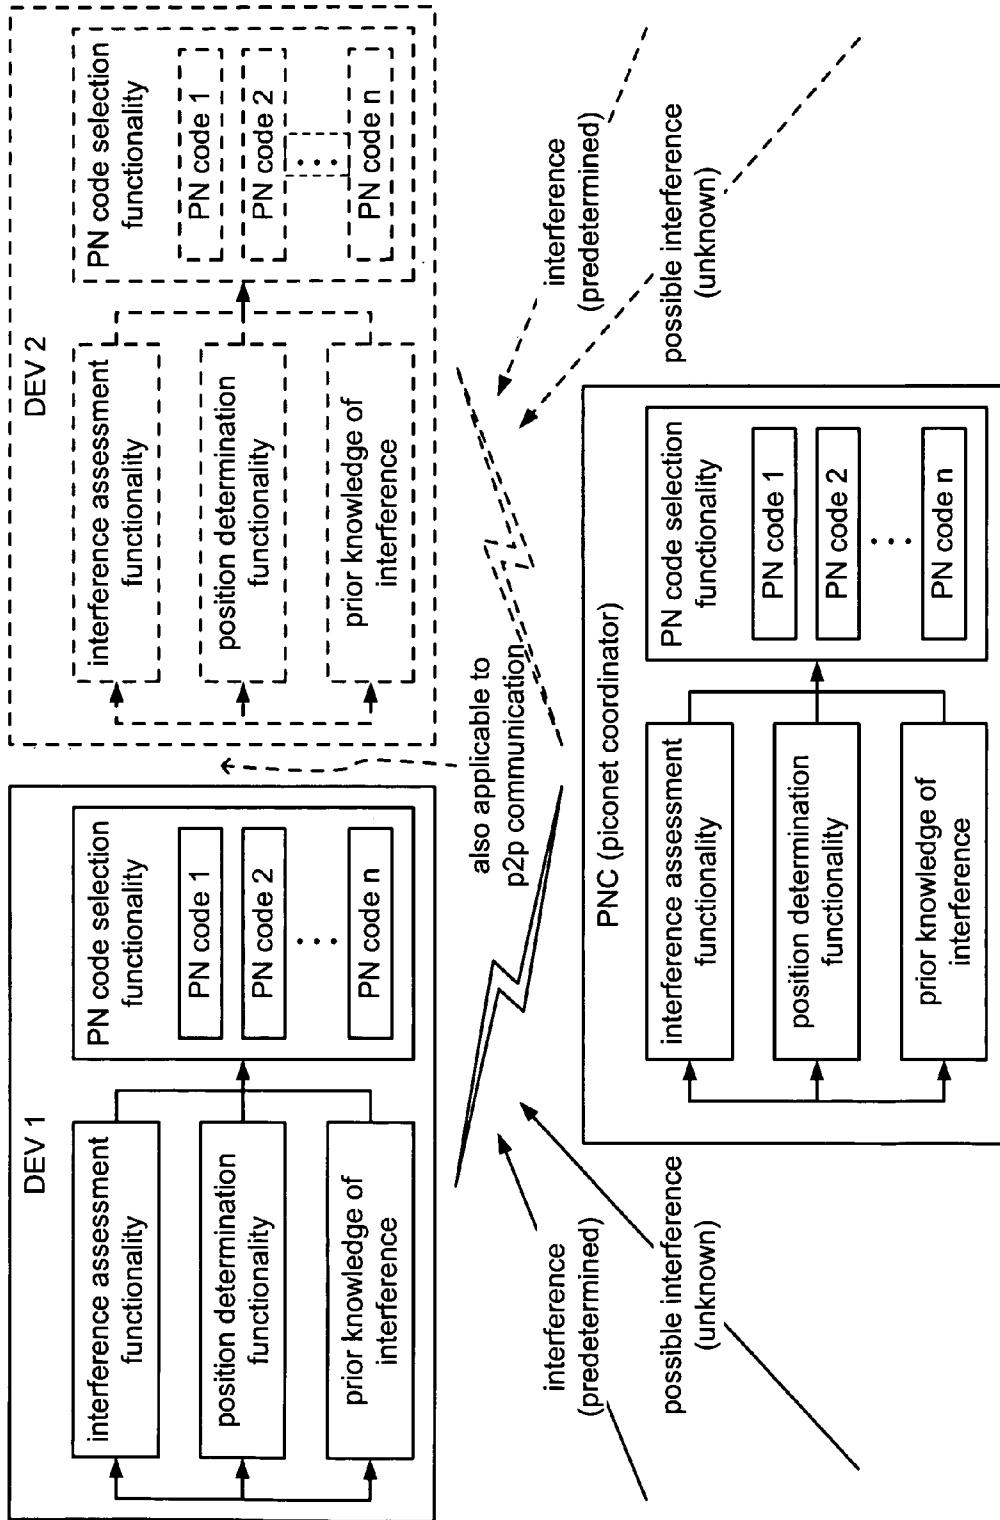 DEV 1
interference assessment
functionality
position determination
functionality
prior knowledge of
interference
PN code selection
functionality
PN code 1
PN code 2
...
PN code n
DEV 2
interference assessment
functionality
position determination
functionality
prior knowledge of
interference
PN code selection
functionality
PN code 1
PN code 2
...
PN code n
also applicable to
p2p communication
interference
(predetermined)
possible interference
(unknown)
interference
(predetermined)
possible interference
(unknown)
PNC (piconet coordinator)
interference assessment
functionality
position determination
functionality
prior knowledge of
interference
PN code selection
functionality
PN code 1
PN code 2
...
PN code n